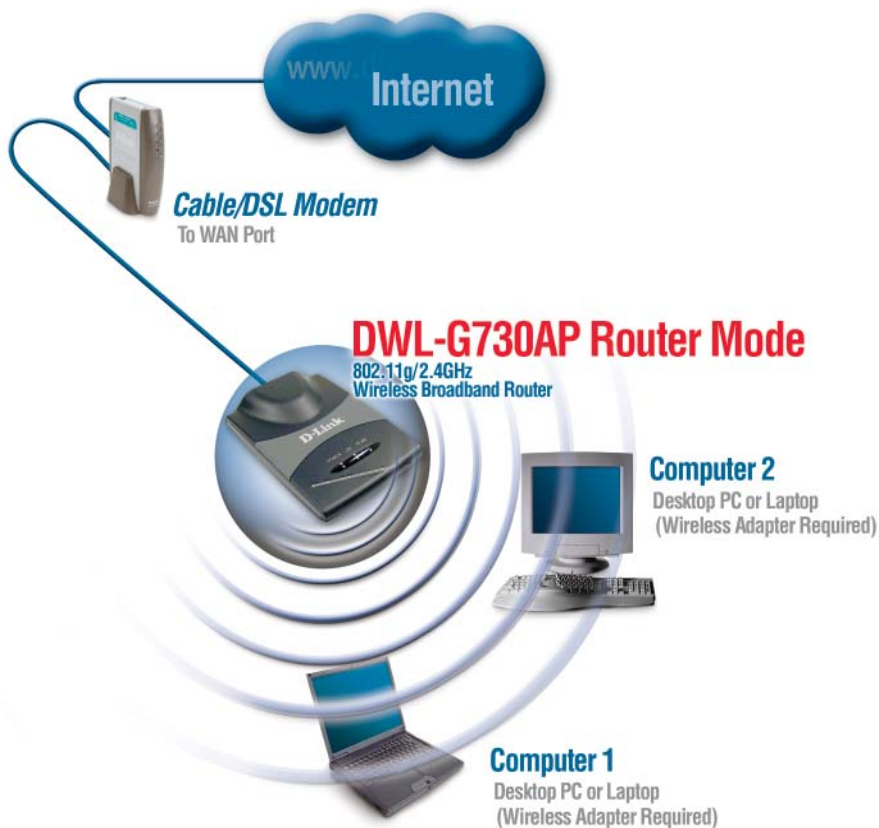 www.d
Internet
Cable/DSL Modem
To WAN Port
DWL-G730AP Router Mode
802.11g/2.4GHz
Wireless Broadband Router
D-Link
Computer 2
Desktop PC or Laptop
(Wireless Adapter Required)
Computer 1
Desktop PC or Laptop
(Wireless Adapter Required)